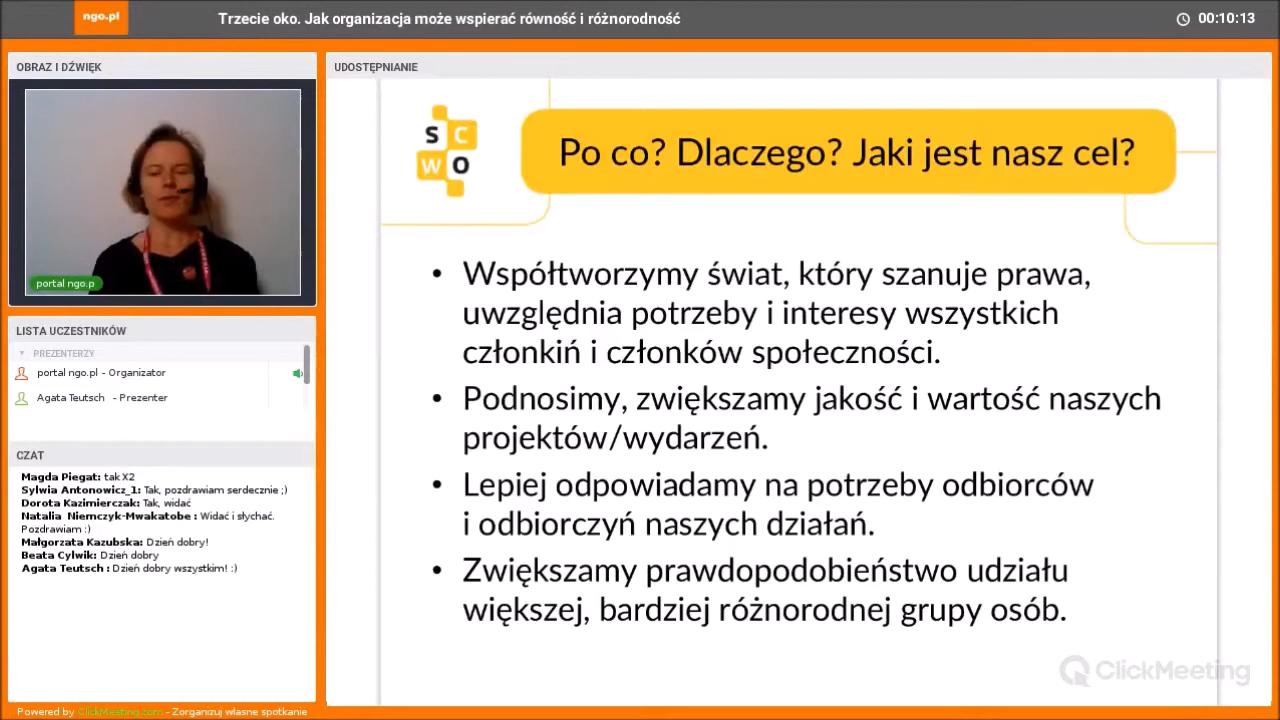 ngo.pl
Trzecie oko. Jak organizacja może wspierać równość i różnorodność
00:10:13
OBRAZ I DŹWIĘK
portal ngo.p
LISTA UCZESTNIKÓW
PREZENTERZY
portal ngo.pl - Organizator
Agata Teutsch - Prezenter
CZAT
Magda Piegat: tak X2
Sylwia Antonowicz_1: Tak, pozdrawiam serdecznie ;)
Dorota Kazimierczak: Tak, widać
Natalia Niemczyk-Mwakatobe : Widać i słychać.
Pozdrawiam :)
Małgorzata Kazubska: Dzień dobry!
Beata Cylwik: Dzień dobry
Agata Teutsch : Dzień dobry wszystkim! :)
Powered by ClickMeeting.com - Zorganizuj własne spotkanie
UDOSTĘPNIANIE
S C
W O
Po co? Dlaczego? Jaki jest nasz cel?
• Współtworzymy świat, który szanuje prawa,
uwzględnia potrzeby i interesy wszystkich
członkiń i członków społeczności.
• Podnosimy, zwiększamy jakość i wartość naszych
projektów/wydarzeń.
• Lepiej odpowiadamy na potrzeby odbiorców
i odbiorczyń naszych działań.
• Zwiększamy prawdopodobieństwo udziału
większej, bardziej różnorodnej grupy osób.
ClickMeeting